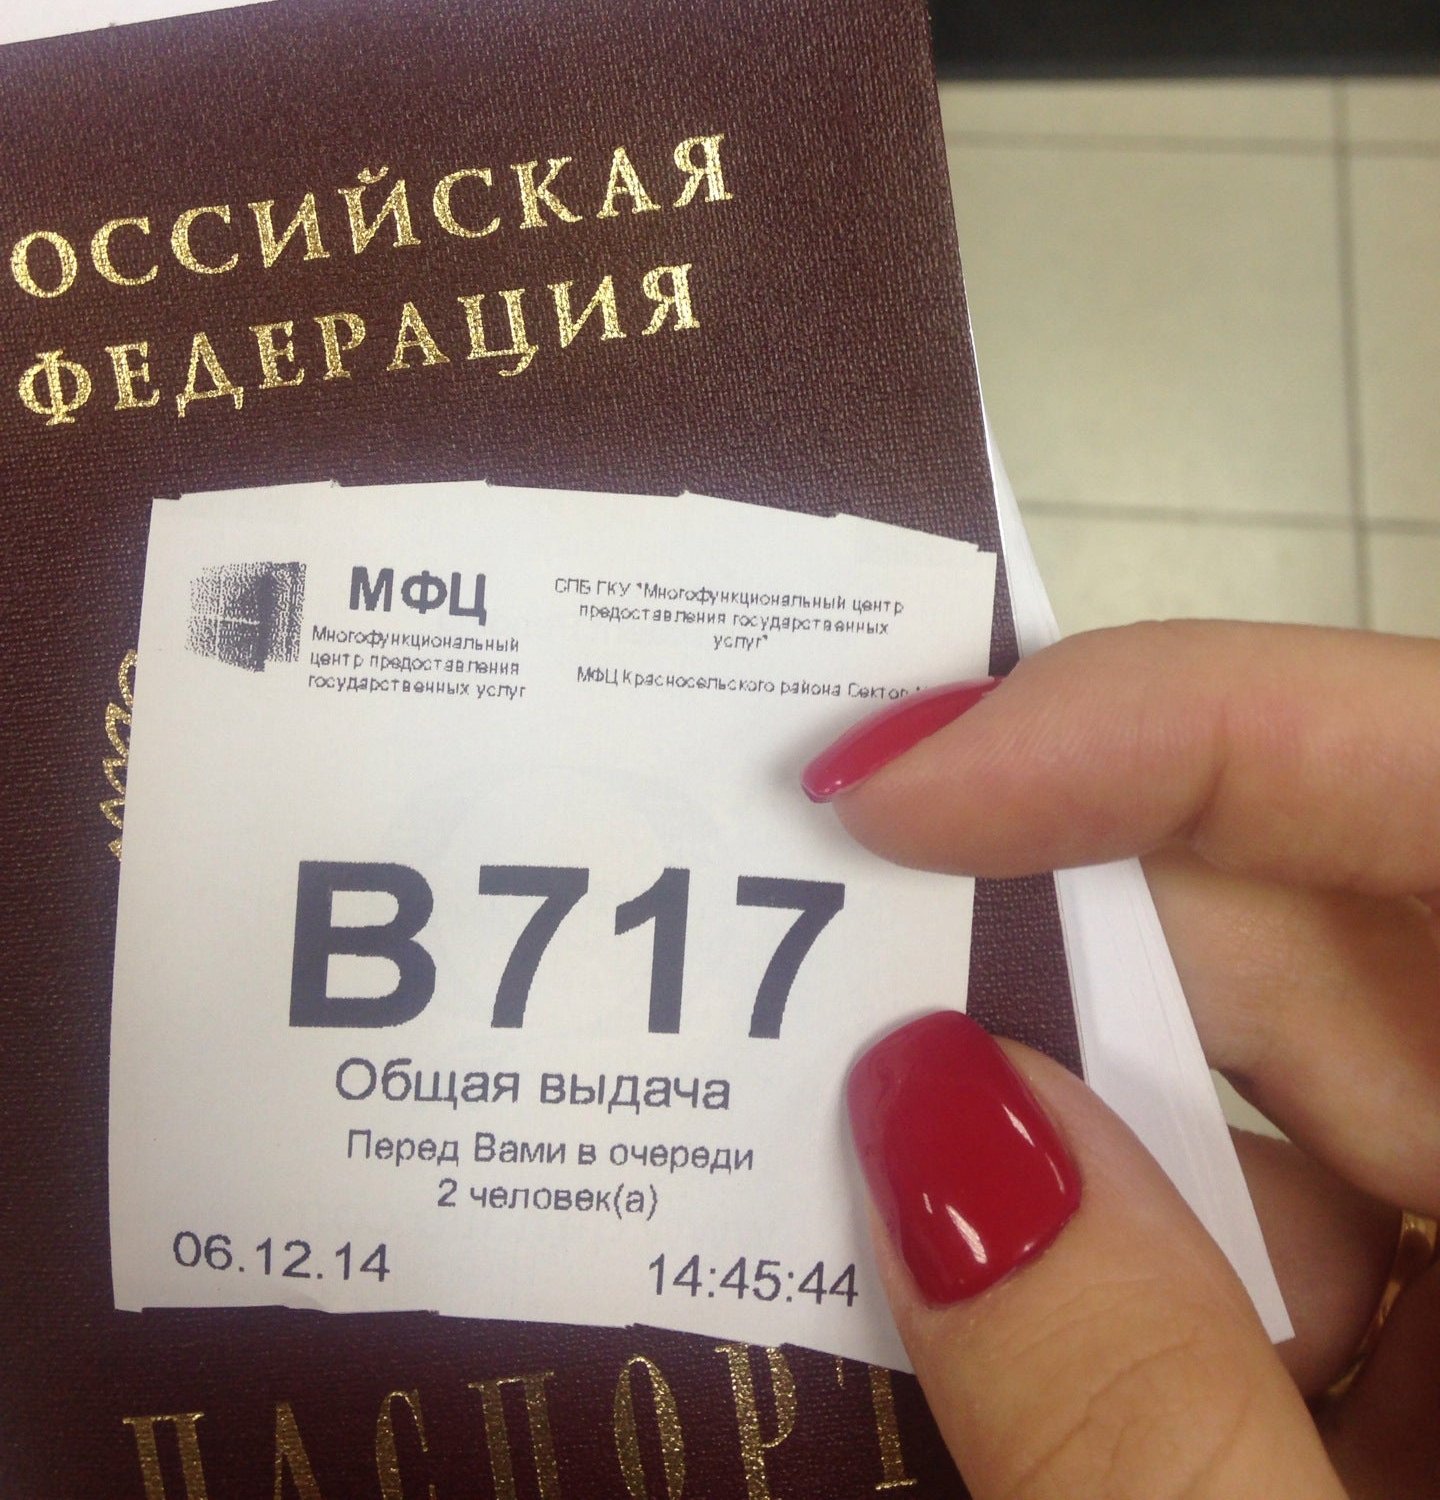 ОССИЙСКАЯ
ФЕДЕРАЦИЯ
МФЦ
Многофункциональный
центр предоставления
государственных услуг
СПБ ГКУ "Многофункциональный центр
предоставления государственных
услуг"
МФЦ Красносельского района Сектор
В717
Общая выдача
Перед Вами в очереди
2 человек(а)
06.12.14
14:45:44
ПАСПОРТ